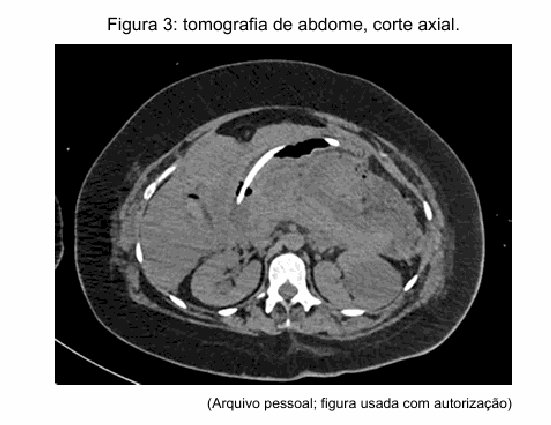 Figura 3: tomografia de abdome, corte axial.
(Arquivo pessoal; figura usada com autorização)